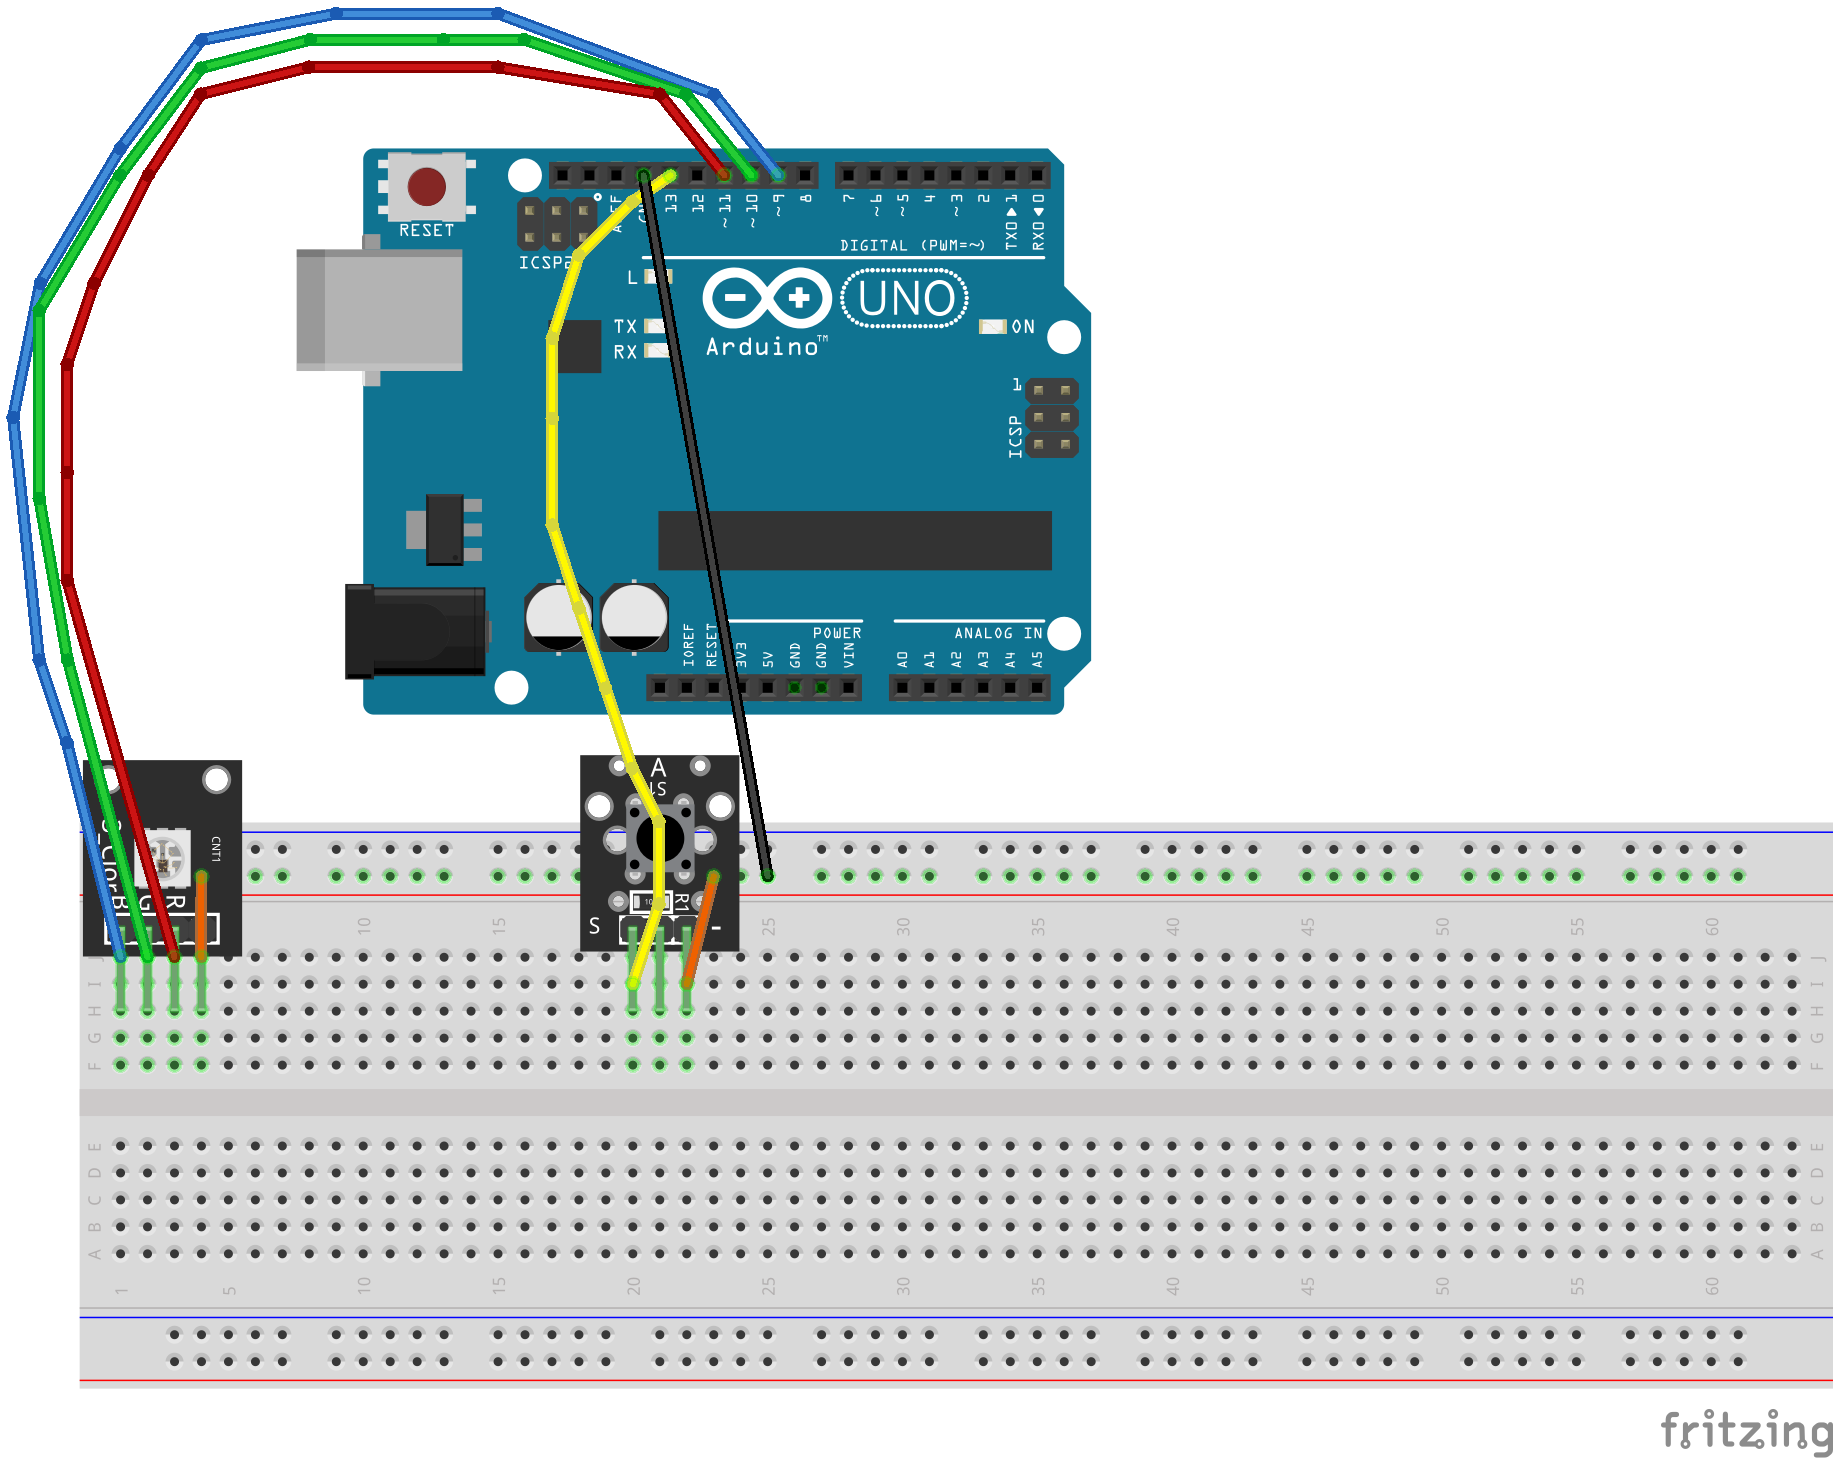 RESET
ICSP2
AREF
GND
13
12
~11
~10
~9
8
7
~6
~5
4
~3
2
TX0▶1
RX0◀0
DIGITAL (PWM=~)
L
TX
RX
UNO
Arduino™
ON
1
ICSP
IOREF
RESET
3V3
5V
GND
GND
VIN
POWER
A0
A1
A2
A3
A4
A5
ANALOG IN
CNT1
B
G
R
A
S1
R1
S
-
10
15
25
30
35
40
45
50
55
60
J
I
H
G
F
J
I
H
G
F
E
D
C
B
A
E
D
C
B
A
1
5
10
15
20
25
30
35
40
45
50
55
60
fritzing